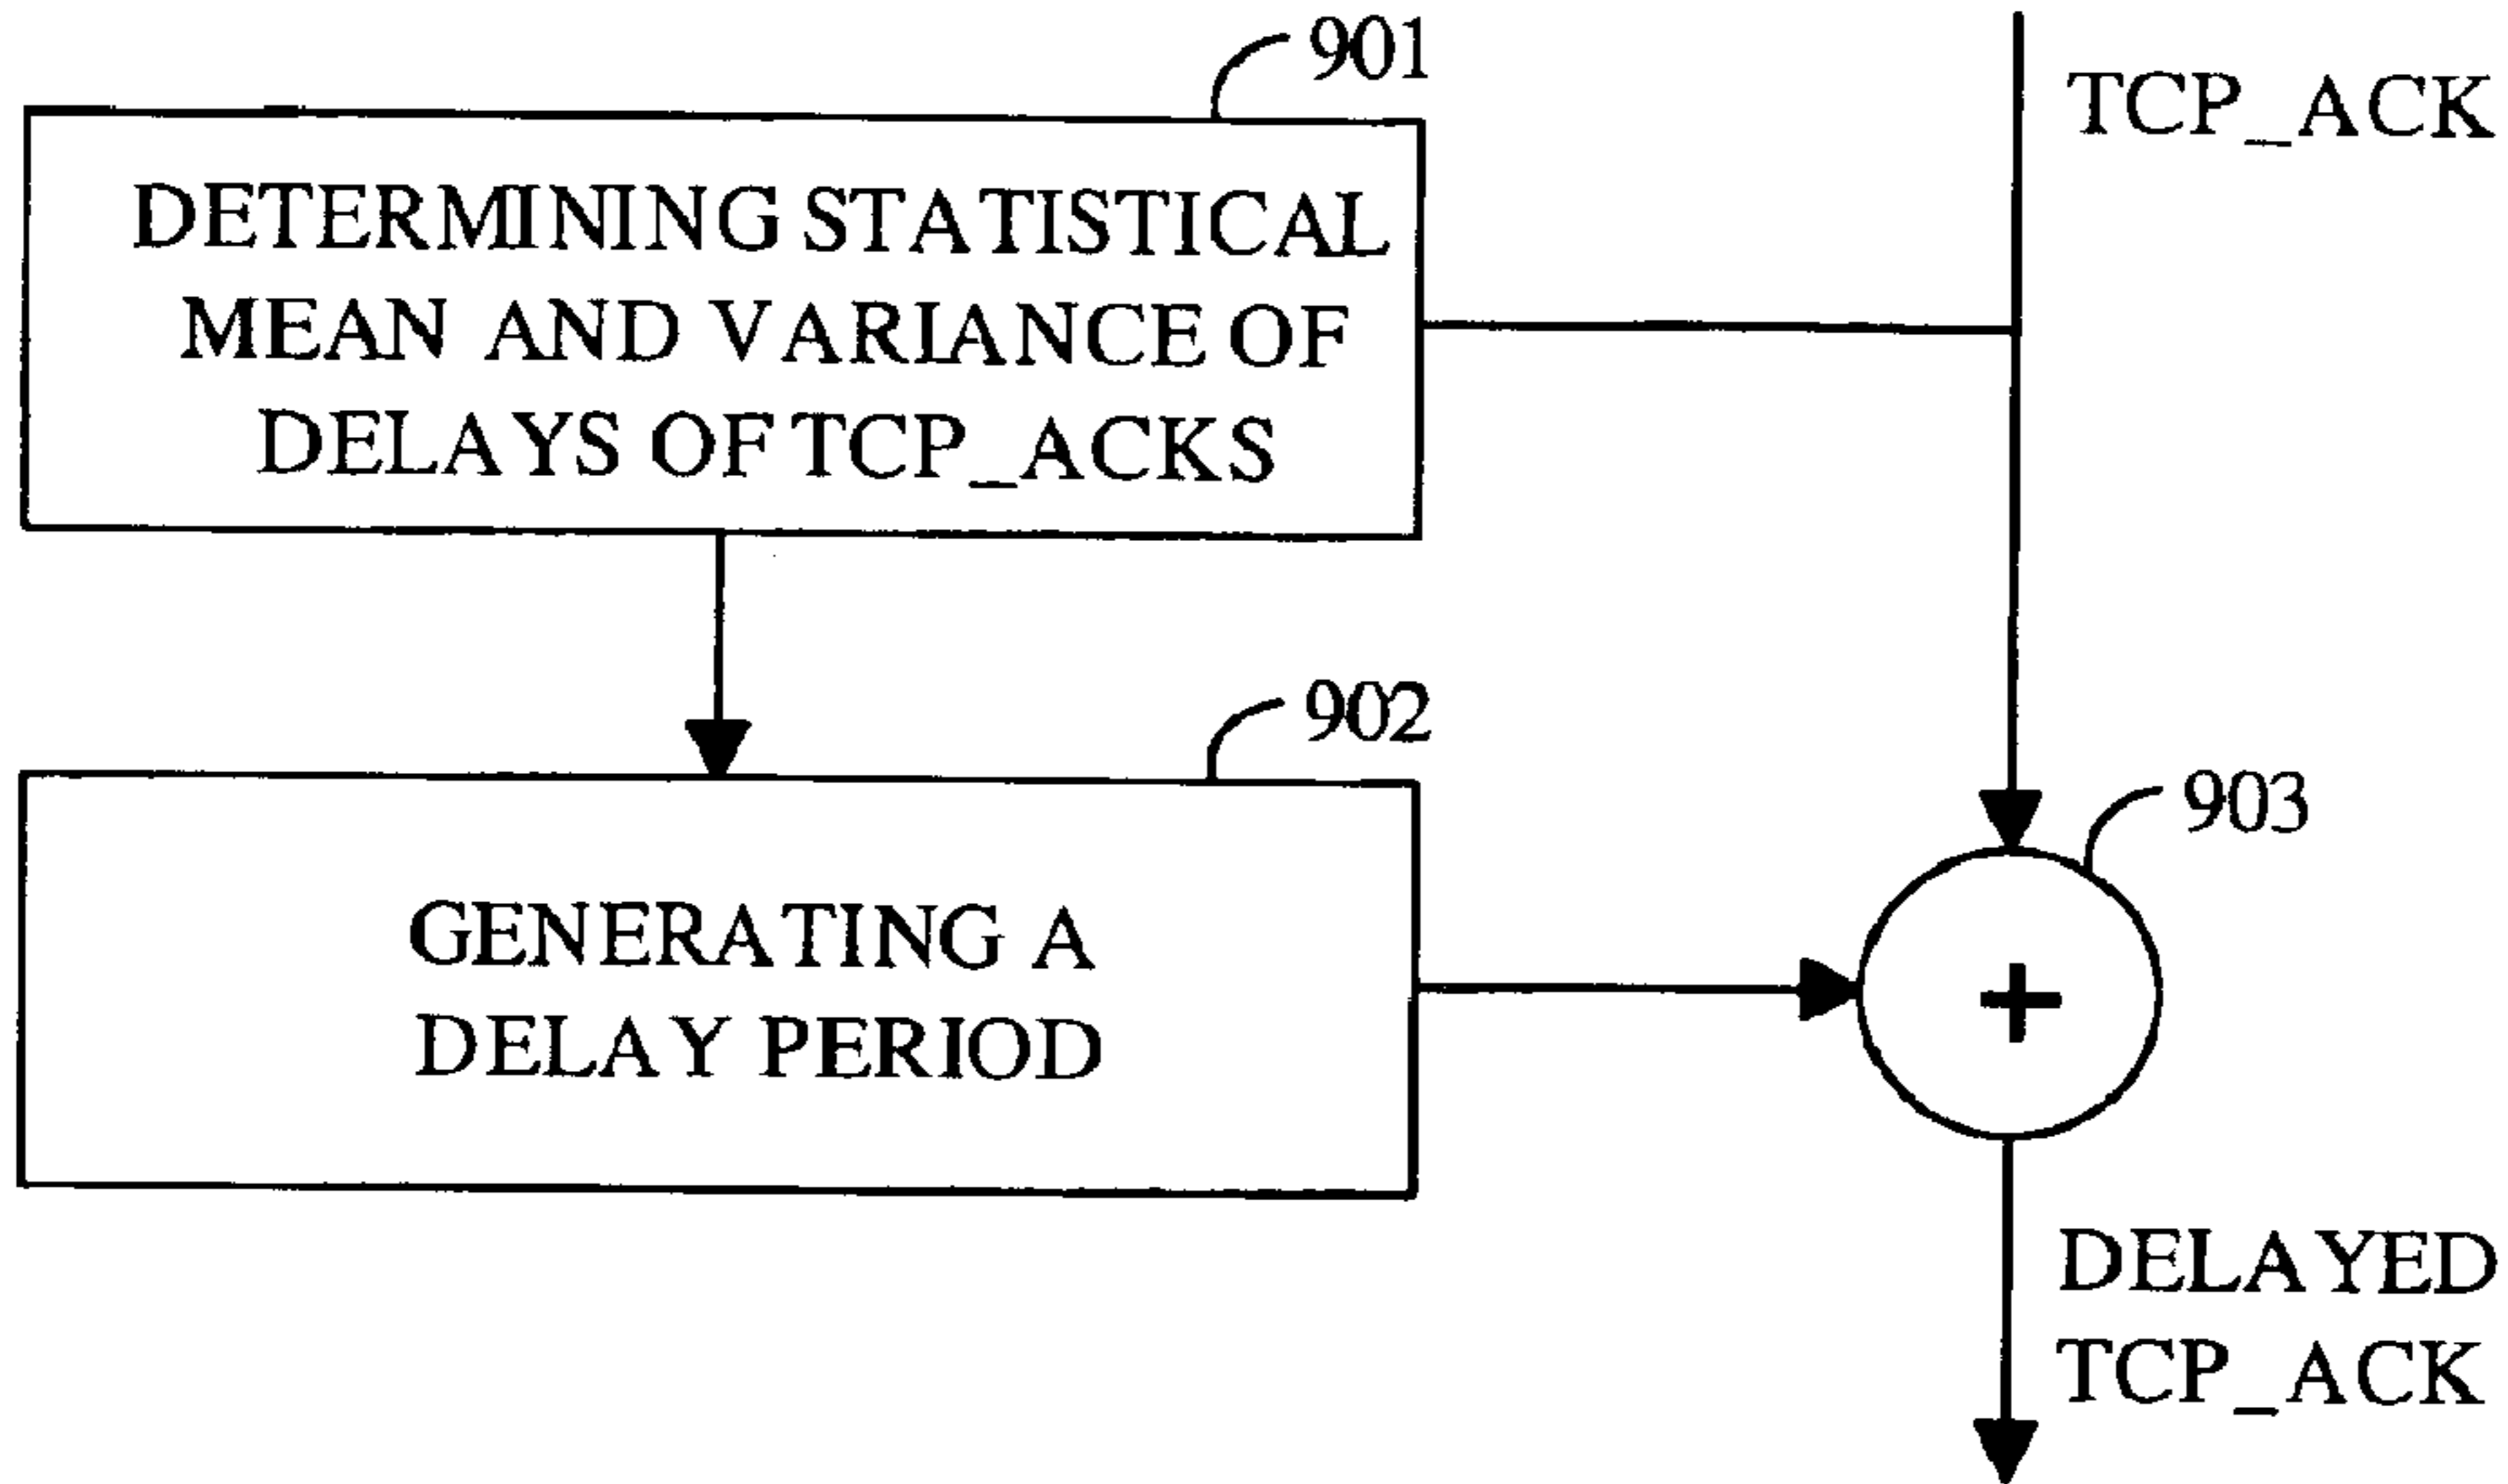 901
TCP_ACK
DETERMINING STATISTICAL
MEAN AND VARIANCE OF
DELAYS OF TCP_ACKS
902
903
GENERATING A
DELAY PERIOD
+
DELAYED
TCP_ACK